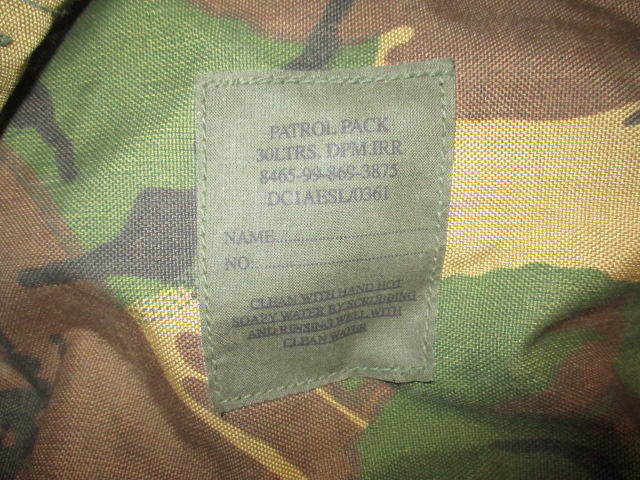 PATROL PACK
30LTRS. DPM.IRR
8465-99-869-3875
DC1AESL/0361
NAME..............................
NO:..............................
CLEAN WITH HAND HOT
SOAPY WATER BY SCRUBBING
AND RINSING WELL WITH
CLEAN WATER